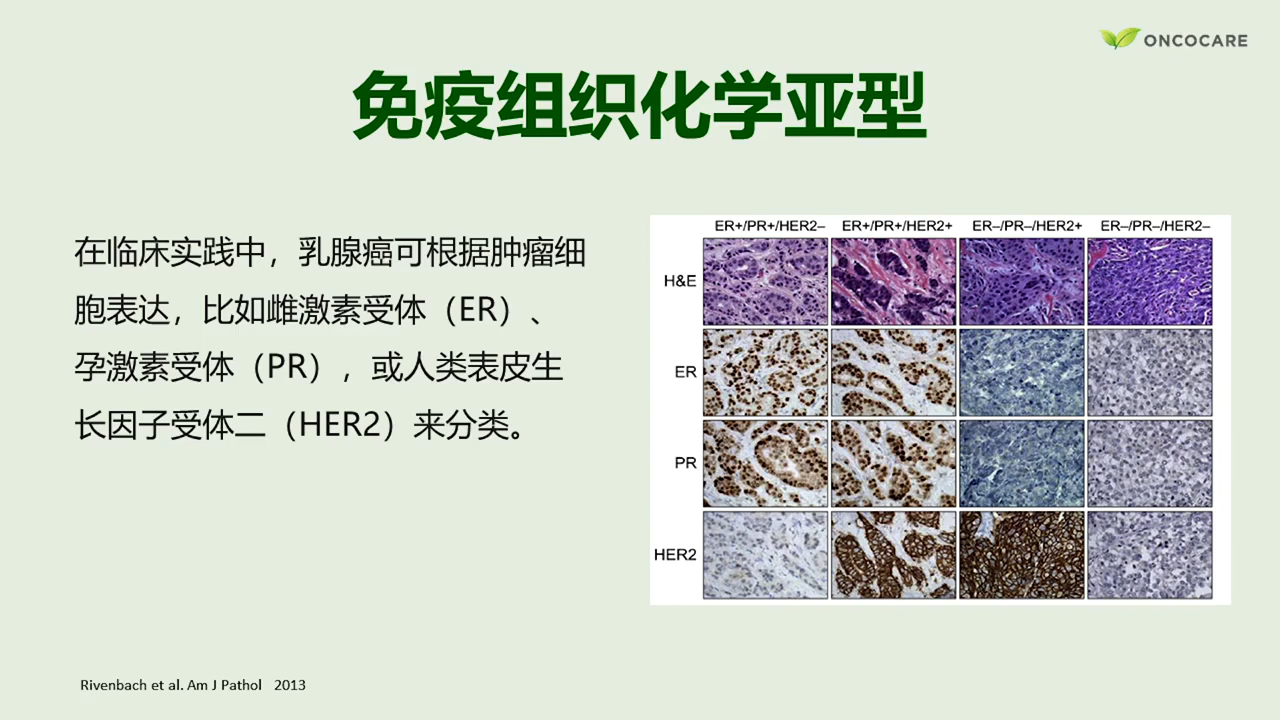 ONCOCARE
免疫组织化学亚型
在临床实践中，乳腺癌可根据肿瘤细
胞表达，比如雌激素受体（ER）、
孕激素受体（PR），或人类表皮生
长因子受体二（HER2）来分类。
ER+/PR+/HER2– ER+/PR+/HER2+ ER–/PR–/HER2+ ER–/PR–/HER2–
H&E
ER
PR
HER2
Rivenbach et al. Am J Pathol 2013